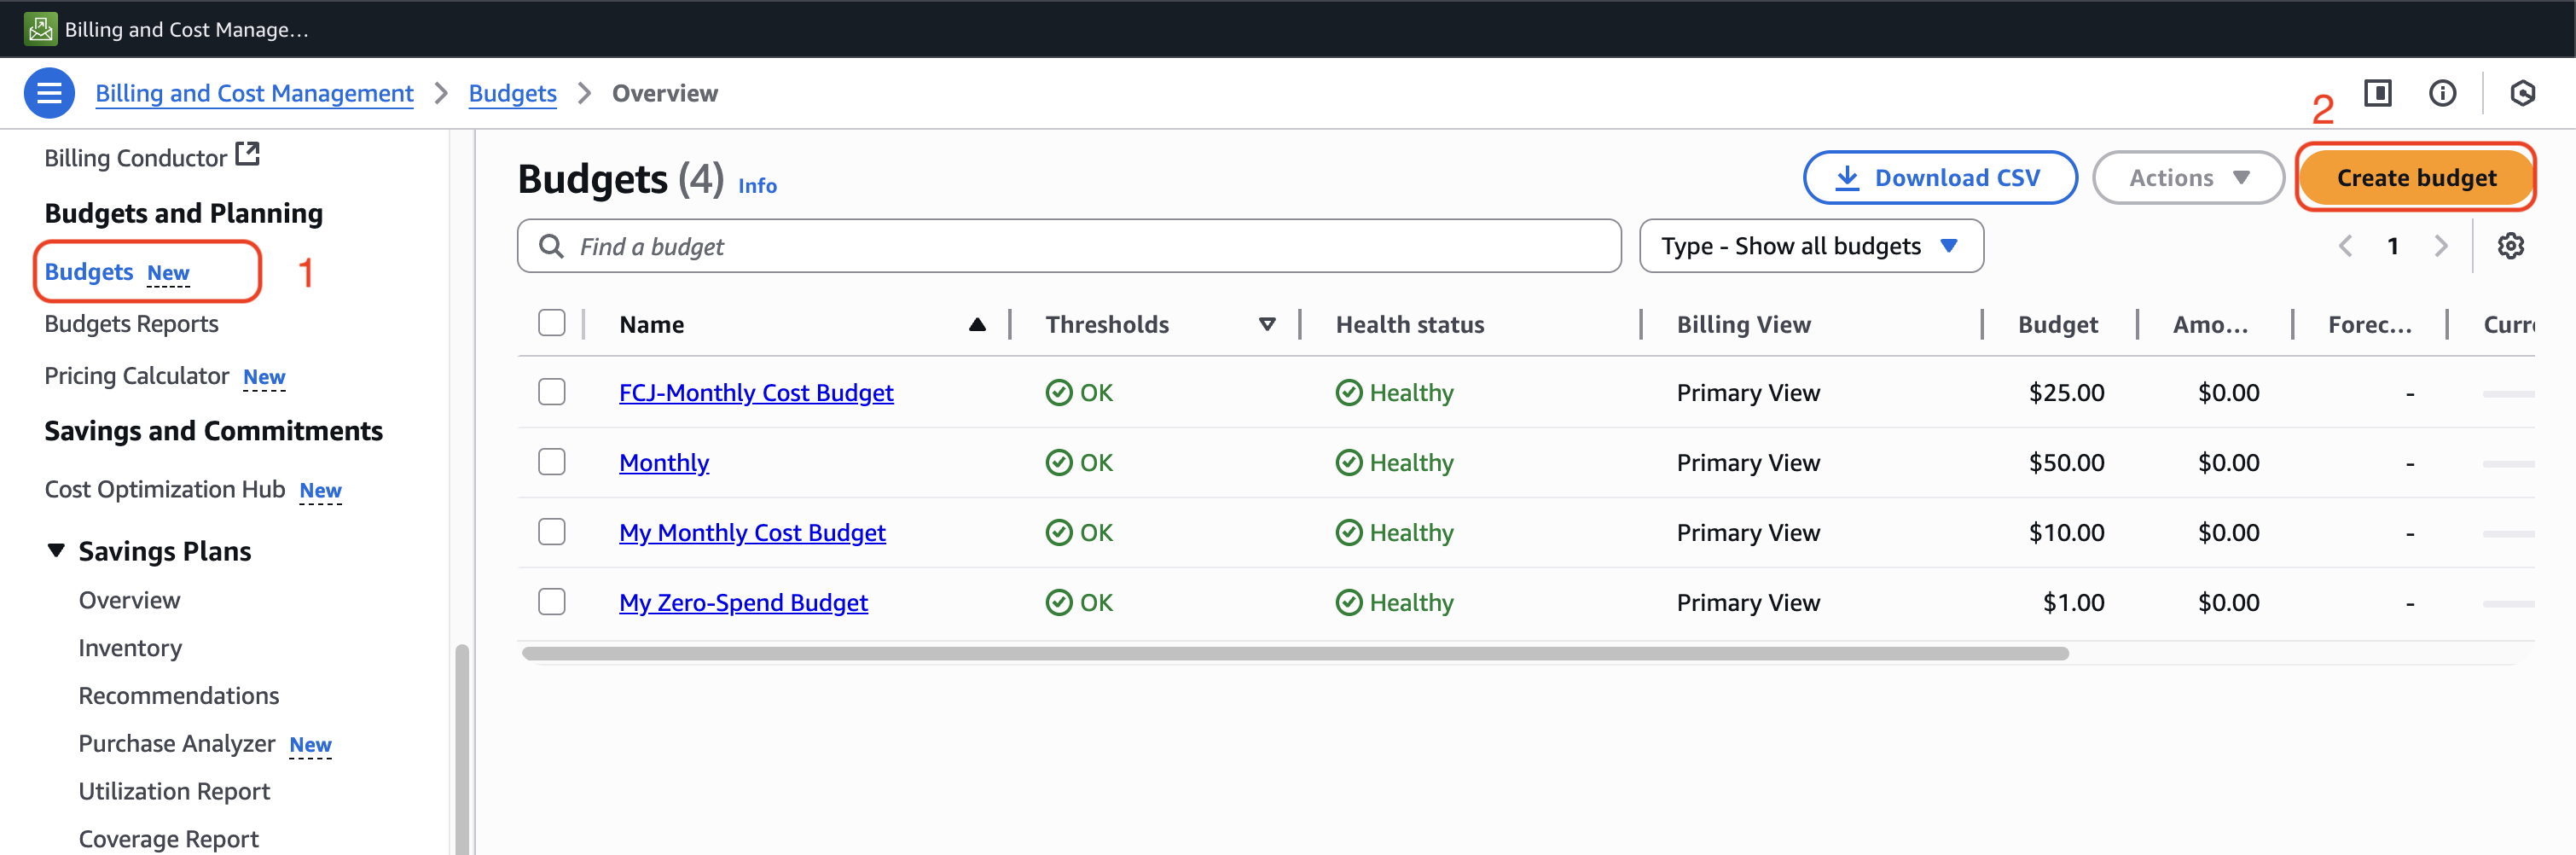 Billing and Cost Manage...
Billing and Cost Management > Budgets > Overview
Billing Conductor
Budgets and Planning
Budgets New
1
Budgets Reports
Pricing Calculator New
Savings and Commitments
Cost Optimization Hub New
Savings Plans
Overview
Inventory
Recommendations
Purchase Analyzer New
Utilization Report
Coverage Report
2
Budgets (4) Info
Download CSV
Actions
Create budget
Find a budget
Type - Show all budgets
1
Name Thresholds Health status Billing View Budget Amo... Forec... Curre
FCJ-Monthly Cost Budget OK Healthy Primary View $25.00 $0.00 -
Monthly OK Healthy Primary View $50.00 $0.00 -
My Monthly Cost Budget OK Healthy Primary View $10.00 $0.00 -
My Zero-Spend Budget OK Healthy Primary View $1.00 $0.00 -